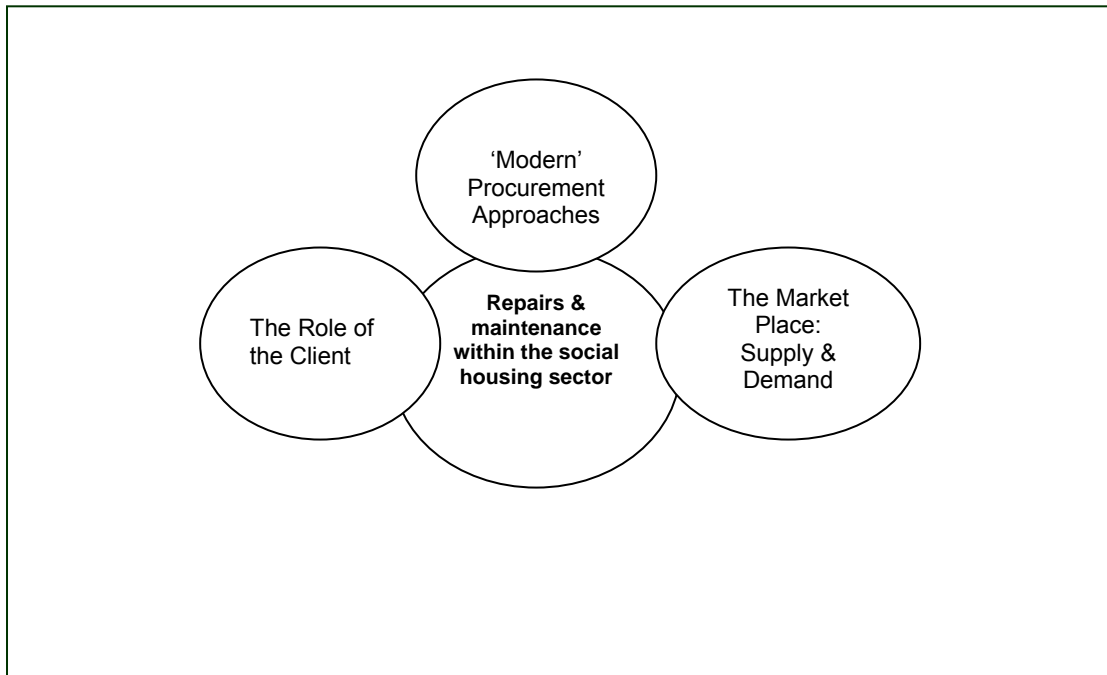 ‘Modern’
Procurement
Approaches
The Role of
the Client
Repairs &
maintenance
within the social
housing sector
The Market
Place:
Supply &
Demand